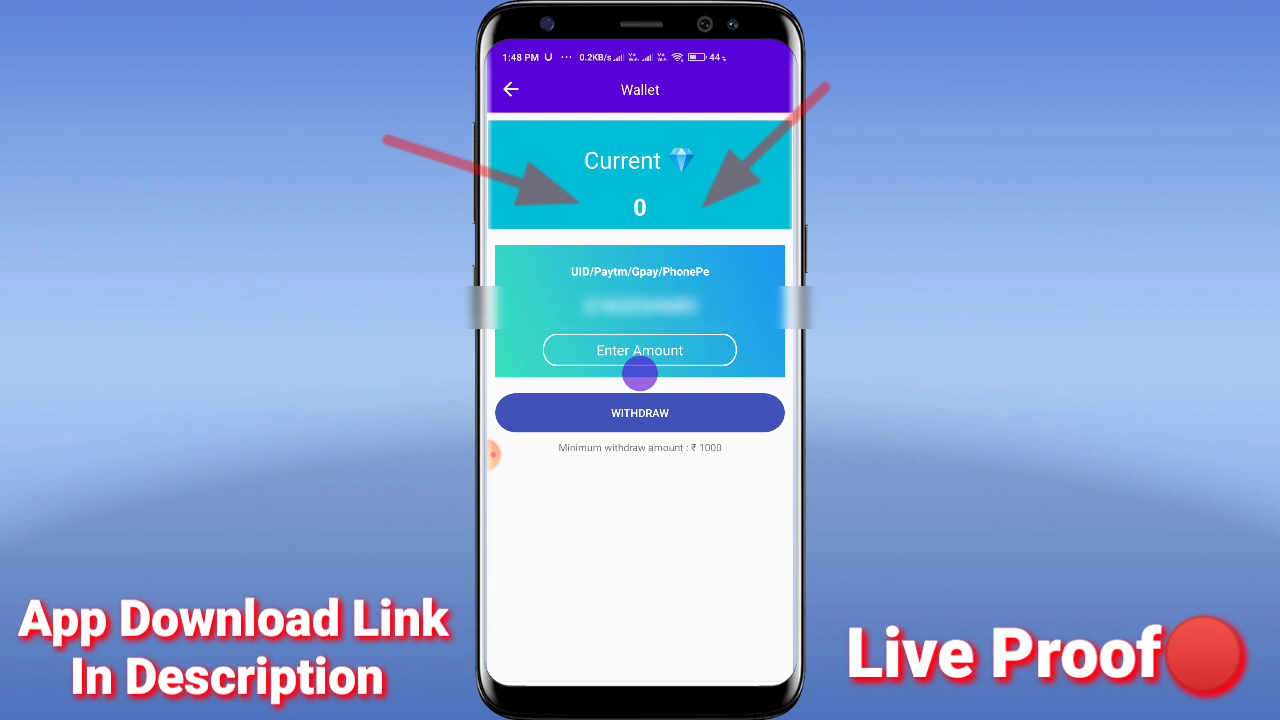 1:48 PM ... 0.2KB/s 44%
Wallet
Current 💎
0
UID/Paytm/Gpay/PhonePe
Enter Amount
WITHDRAW
Minimum withdraw amount : ₹ 1000
App Download Link
In Description
Live Proof